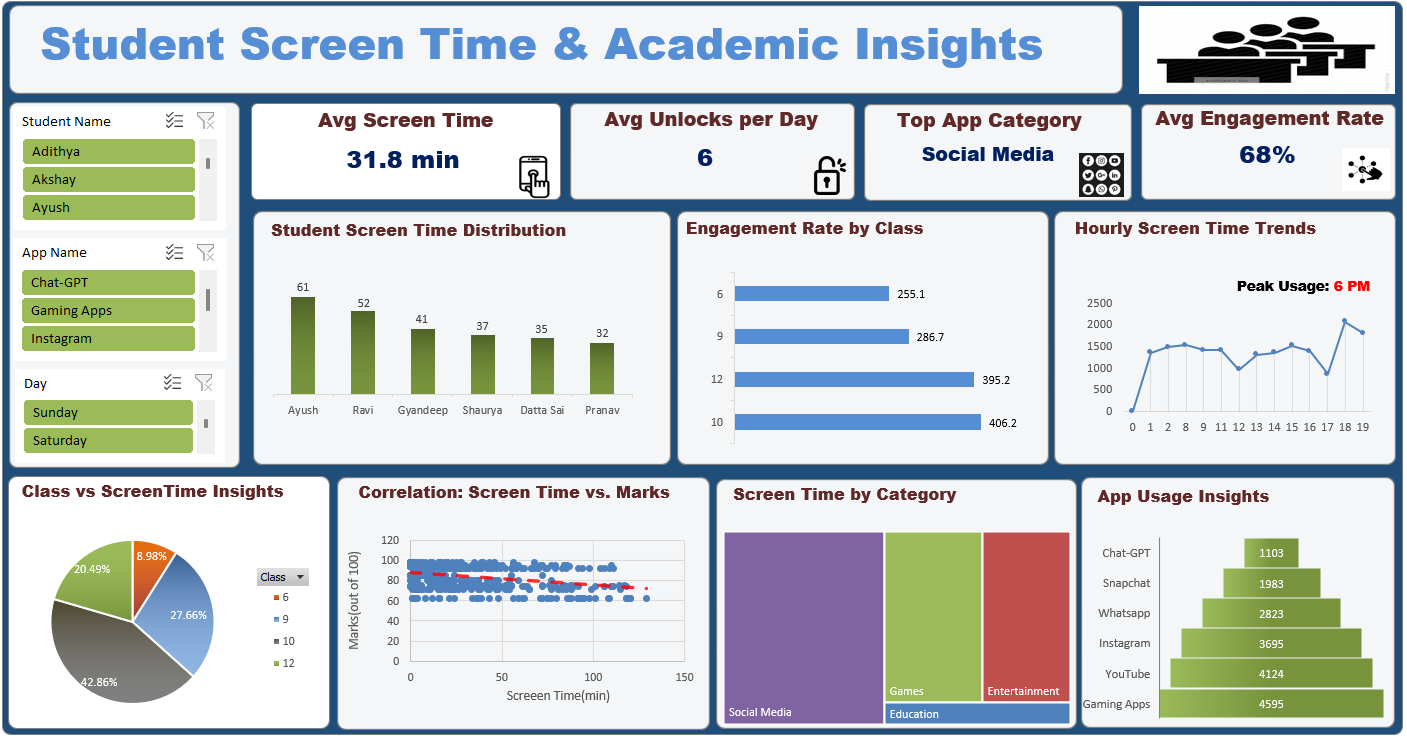 Student Screen Time & Academic Insights
Student Name
Adithya
Akshay
Ayush
App Name
Chat-GPT
Gaming Apps
Instagram
Day
Sunday
Saturday
Avg Screen Time
31.8 min
Avg Unlocks per Day
6
Top App Category
Social Media
Avg Engagement Rate
68%
Student Screen Time Distribution
61
52
41
37
35
32
Ayush Ravi Gyandeep Shaurya Datta Sai Pranav
Engagement Rate by Class
6 255.1
9 286.7
12 395.2
10 406.2
Hourly Screen Time Trends
Peak Usage: 6 PM
2500
2000
1500
1000
500
0
0 1 2 8 9 11 12 13 14 15 16 17 18 19
Class vs ScreenTime Insights
8.98%
20.49%
27.66%
42.86%
Class
6
9
10
12
Correlation: Screen Time vs. Marks
Marks(out of 100)
120
100
80
60
40
20
0
0 50 100 150
Screeen Time(min)
Screen Time by Category
Social Media
Games
Entertainment
Education
App Usage Insights
Chat-GPT 1103
Snapchat 1983
Whatsapp 2823
Instagram 3695
YouTube 4124
Gaming Apps 4595